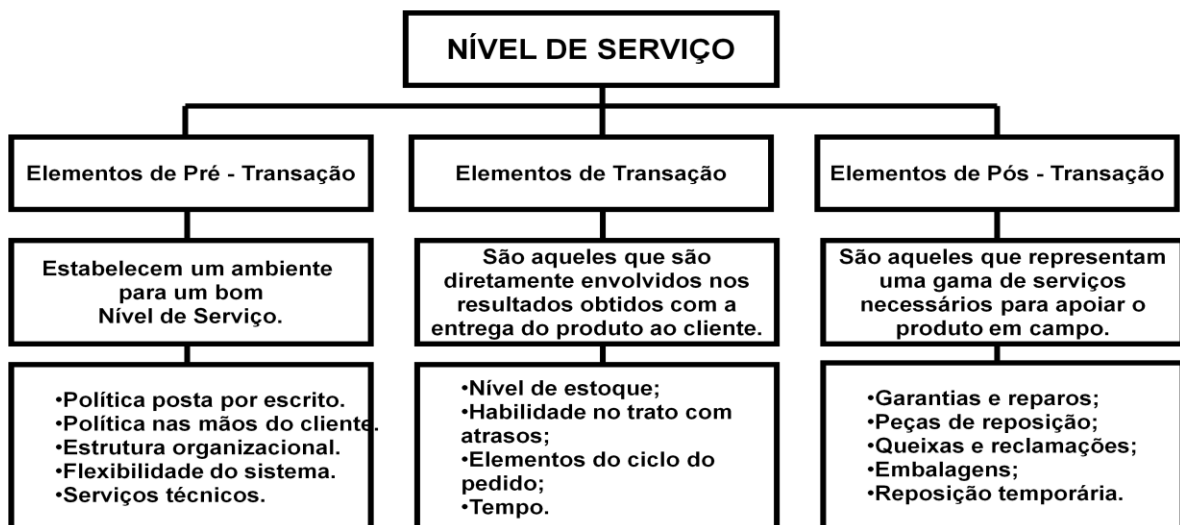 NÍVEL DE SERVIÇO
Elementos de Pré - Transação
Elementos de Transação
Elementos de Pós - Transação
Estabelecem um ambiente
para um bom
Nível de Serviço.
São aqueles que são
diretamente envolvidos nos
resultados obtidos com a
entrega do produto ao cliente.
São aqueles que representam
uma gama de serviços
necessários para apoiar o
produto em campo.
•Política posta por escrito.
•Política nas mãos do cliente.
•Estrutura organizacional.
•Flexibilidade do sistema.
•Serviços técnicos.
•Nível de estoque;
•Habilidade no trato com
atrasos;
•Elementos do ciclo do
pedido;
•Tempo.
•Garantias e reparos;
•Peças de reposição;
•Queixas e reclamações;
•Embalagens;
•Reposição temporária.